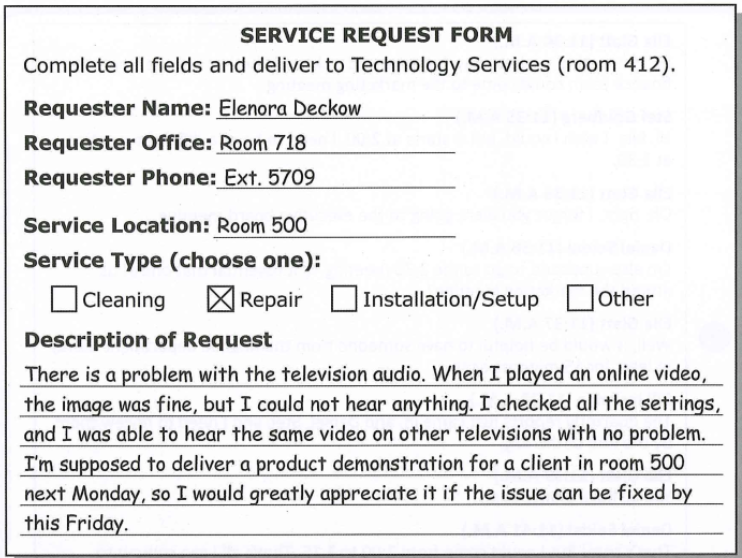 SERVICE REQUEST FORM
Complete all fields and deliver to Technology Services (room 412).
Requester Name: Elenora Deckow
Requester Office: Room 718
Requester Phone: Ext. 5709
Service Location: Room 500
Service Type (choose one):
Cleaning Repair Installation/Setup Other
Description of Request
There is a problem with the television audio. When I played an online video,
the image was fine, but I could not hear anything. I checked all the settings,
and I was able to hear the same video on other televisions with no problem.
I'm supposed to deliver a product demonstration for a client in room 500
next Monday, so I would greatly appreciate it if the issue can be fixed by
this Friday.